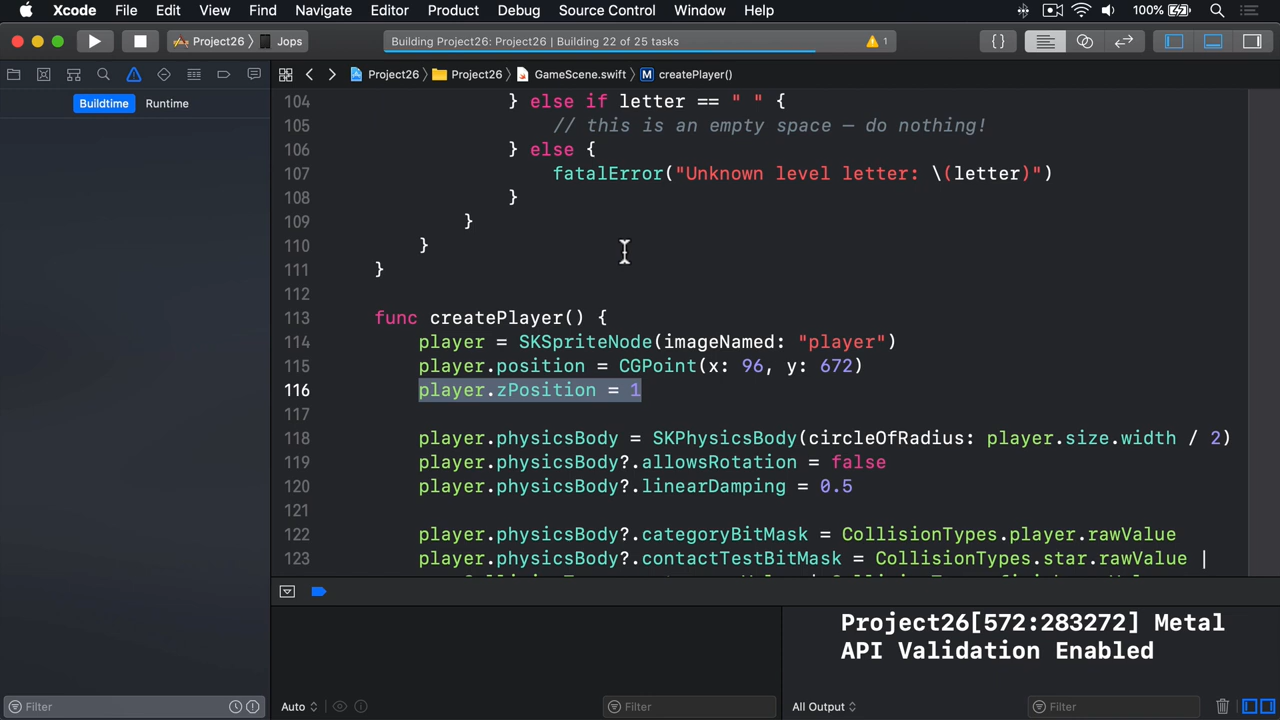 Xcode File Edit View Find Navigate Editor Product Debug Source Control Window Help 100%
Project26 Jops Building Project26: Project26 | Building 22 of 25 tasks 1 {}
Project26 Project26 GameScene.swift M createPlayer()
Buildtime Runtime
104 } else if letter == " " {
105 // this is an empty space – do nothing!
106 } else {
107 fatalError("Unknown level letter: \(letter)")
108 }
109 }
110 }
111 }
112
113 func createPlayer() {
114 player = SKSpriteNode(imageNamed: "player")
115 player.position = CGPoint(x: 96, y: 672)
116 player.zPosition = 1
117
118 player.physicsBody = SKPhysicsBody(circleOfRadius: player.size.width / 2)
119 player.physicsBody?.allowsRotation = false
120 player.physicsBody?.linearDamping = 0.5
121
122 player.physicsBody?.categoryBitMask = CollisionTypes.player.rawValue
123 player.physicsBody?.contactTestBitMask = CollisionTypes.star.rawValue |
Project26[572:283272] Metal
API Validation Enabled
Filter Auto Filter All Output Filter